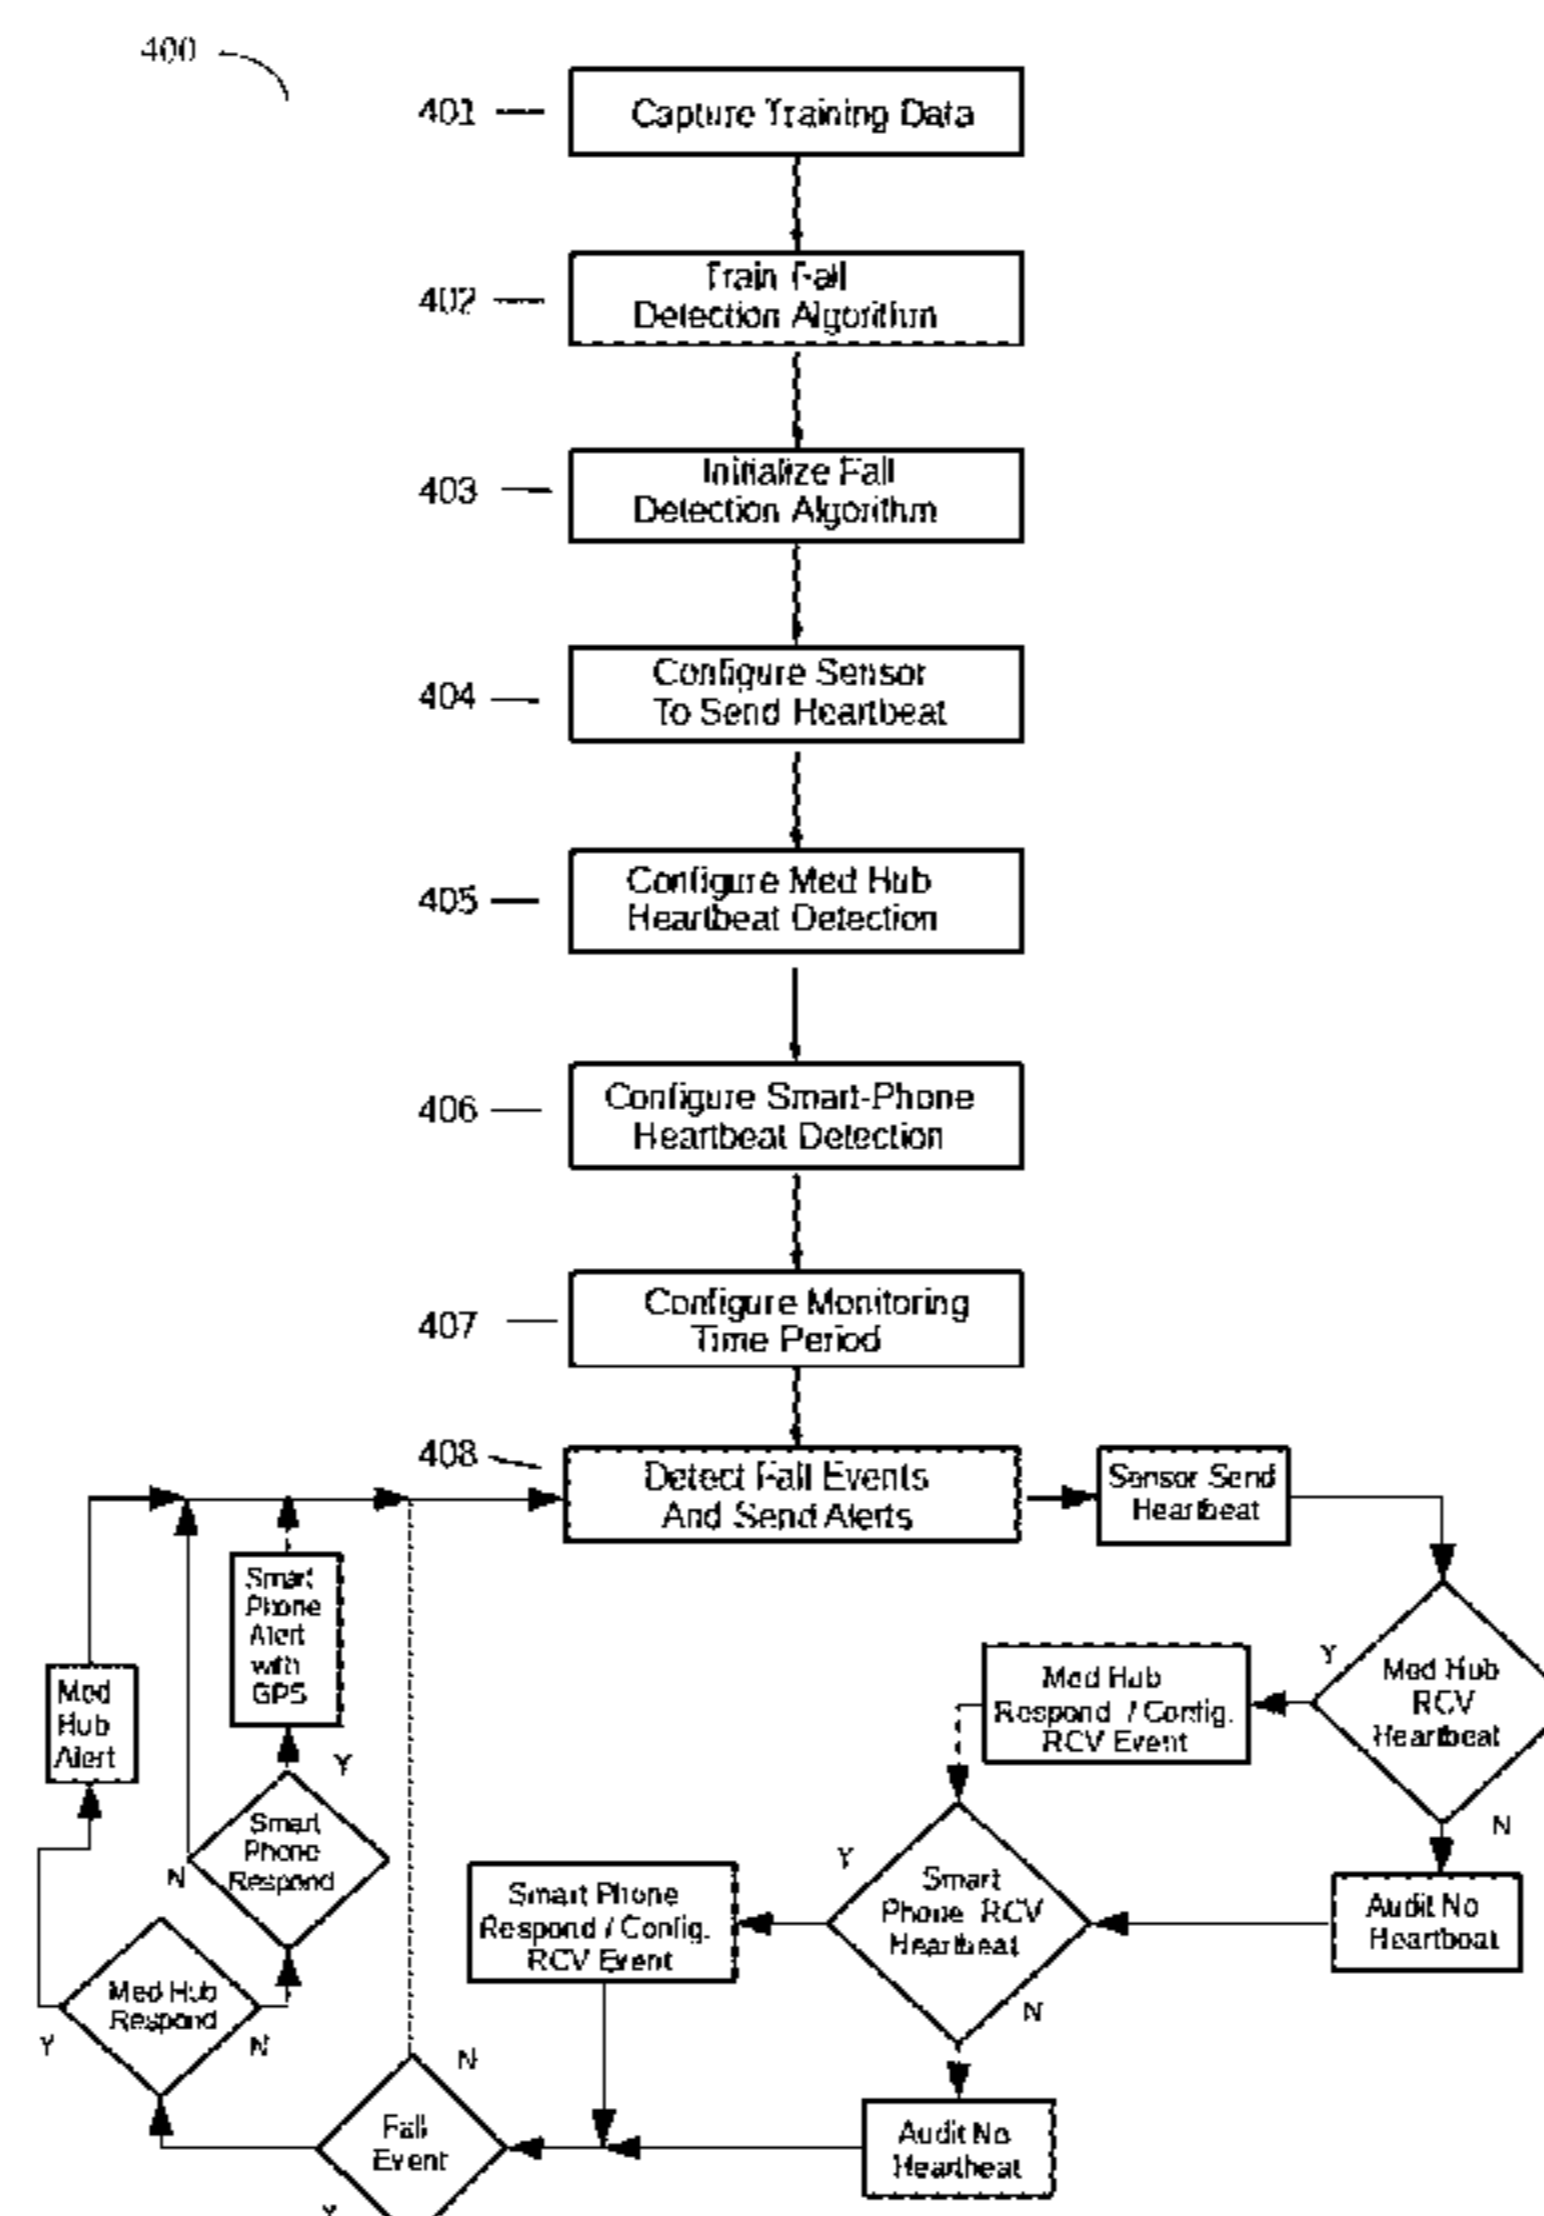 400
401
Capture Training Data
402
Train Fall
Detection Algorithm
403
Initialize Fall
Detection Algorithm
404
Configure Sensor
To Send Heartbeat
405
Configure Med Hub
Heartbeat Detection
406
Configure Smart-Phone
Heartbeat Detection
407
Configure Monitoring
Time Period
408
Detect Fall Events
And Send Alerts
Sensor Send
Heartbeat
Med Hub
RCV
Heartbeat
Y
N
Med Hub
Respond / Config.
RCV Event
Audit No
Heartbeat
Smart
Phone RCV
Heartbeat
Y
N
Smart Phone
Respond / Config.
RCV Event
Audit No
Heartbeat
Fall
Event
N
Y
Med Hub
Respond
Y
N
Med
Hub
Alert
Smart
Phone
Respond
Y
N
Smart
Phone
Alert
with
GPS